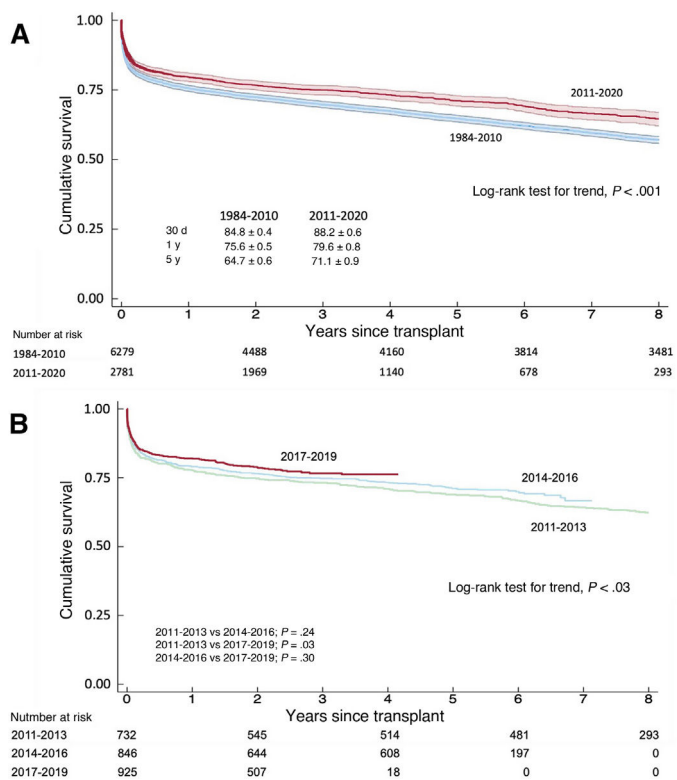 A
1.00
0.75
0.50
0.25
0.00
Cumulative survival
2011-2020
1984-2010
Log-rank test for trend, P < .001
1984-2010 2011-2020
30 d 84.8 ± 0.4 88.2 ± 0.6
1 y 75.6 ± 0.5 79.6 ± 0.8
5 y 64.7 ± 0.6 71.1 ± 0.9
0 1 2 3 4 5 6 7 8
Years since transplant
Number at risk
1984-2010 6279 4488 4160 3814 3481
2011-2020 2781 1969 1140 678 293
B
1.00
0.75
0.50
0.25
0.00
Cumulative survival
2017-2019
2014-2016
2011-2013
Log-rank test for trend, P < .03
2011-2013 vs 2014-2016; P = .24
2011-2013 vs 2017-2019; P = .03
2014-2016 vs 2017-2019; P = .30
0 1 2 3 4 5 6 7 8
Years since transplant
Nutmber at risk
2011-2013 732 545 514 481 293
2014-2016 846 644 608 197 0
2017-2019 925 507 18 0 0